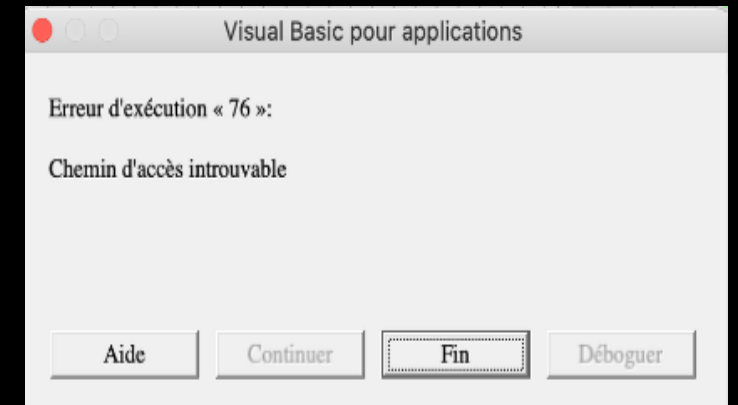 Visual Basic pour applications
Erreur d'exécution « 76 »:
Chemin d'accès introuvable
Aide Continuer Fin Déboguer